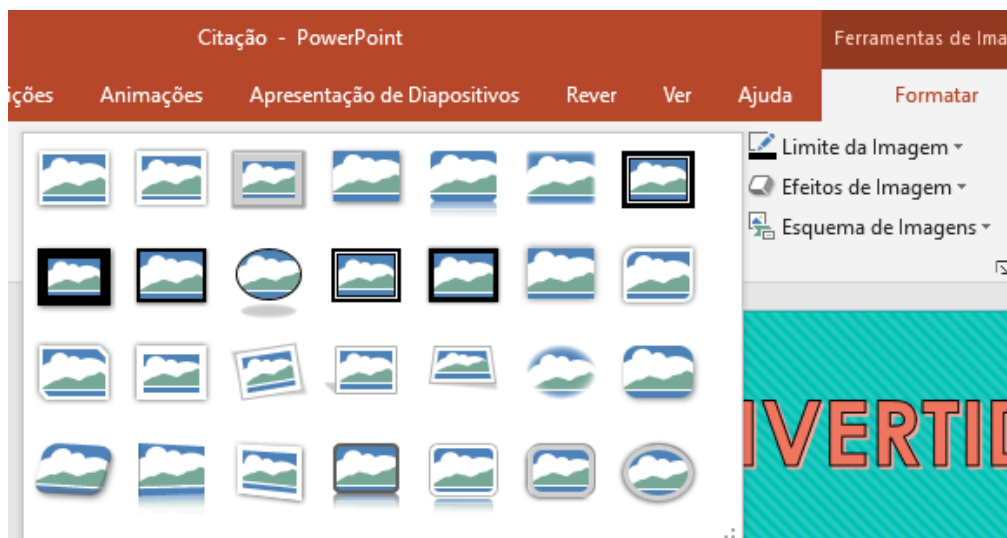 Citação - PowerPoint
Ferramentas de Ima
ições Animações Apresentação de Diapositivos Rever Ver Ajuda Formatar
Limite da Imagem
Efeitos de Imagem
Esquema de Imagens
IVERTID